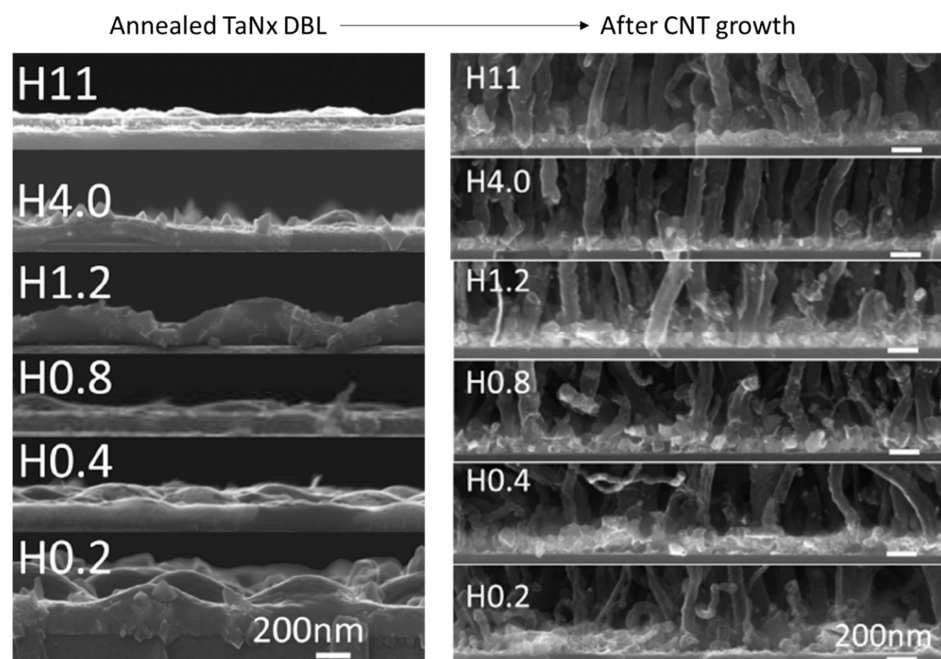 Annealed TaNx DBL
After CNT growth
H11
H4.0
H1.2
H0.8
H0.4
H0.2
200nm
H11
H4.0
H1.2
H0.8
H0.4
H0.2
200nm